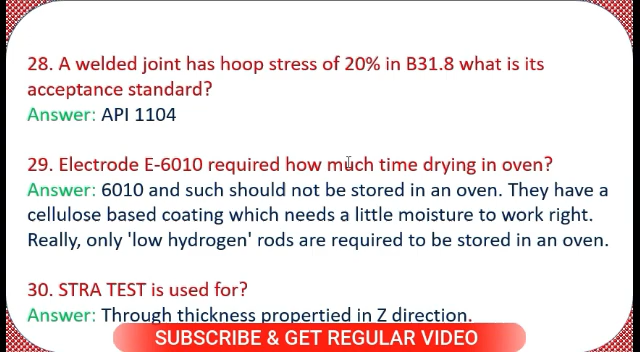 28. A welded joint has hoop stress of 20% in B31.8 what is its
acceptance standard?
Answer: API 1104
29. Electrode E-6010 required how much time drying in oven?
Answer: 6010 and such should not be stored in an oven. They have a
cellulose based coating which needs a little moisture to work right.
Really, only 'low hydrogen' rods are required to be stored in an oven.
30. STRA TEST is used for?
Answer: Through thickness propertied in Z direction.
SUBSCRIBE & GET REGULAR VIDEO